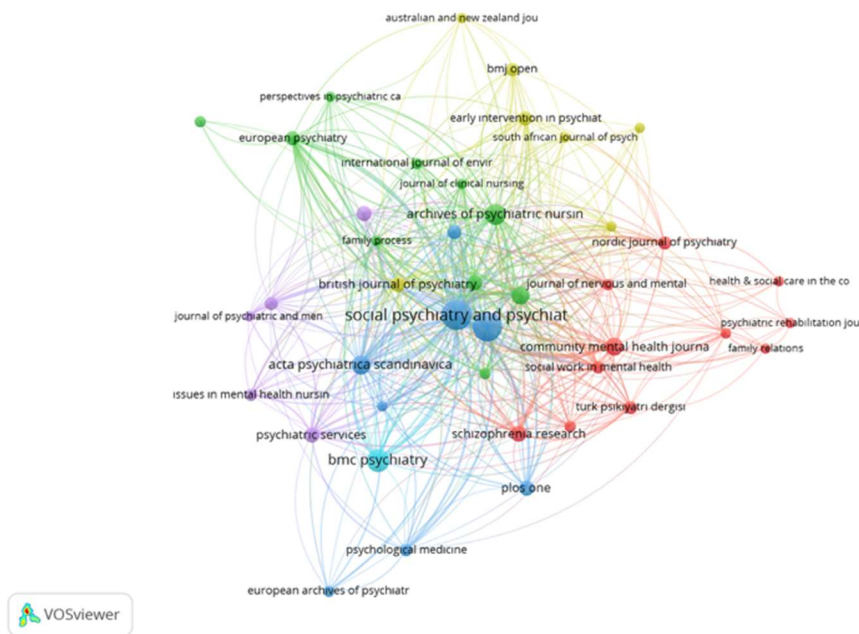 australian and new zealand jou
bmj open
perspectives in psychiatric ca
early intervention in psychiat
european psychiatry
south african journal of psych
international journal of envir
journal of clinical nursing
archives of psychiatric nursin
family process
nordic journal of psychiatry
british journal of psychiatry
journal of nervous and mental
health & social care in the co
journal of psychiatric and men
social psychiatry and psychiat
psychiatric rehabilitation jou
community mental health journa
family relations
acta psychiatrica scandinavica
social work in mental health
issues in mental health nursin
turk psikiyatri dergisi
psychiatric services
schizophrenia research
bmc psychiatry
plos one
psychological medicine
european archives of psychiatr
VOSviewer